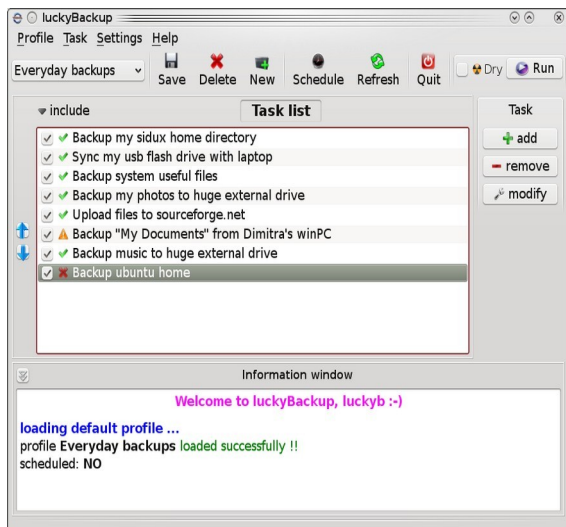 luckyBackup
Profile Task Settings Help
Everyday backups Save Delete New Schedule Refresh Quit Dry Run
include Task list Task
Backup my sidux home directory
Sync my usb flash drive with laptop
Backup system useful files
Backup my photos to huge external drive
Upload files to sourceforge.net
Backup "My Documents" from Dimitra's winPC
Backup music to huge external drive
Backup ubuntu home
add
remove
modify
Information window
Welcome to luckyBackup, luckyb :-)
loading default profile ...
profile Everyday backups loaded successfully !!
scheduled: NO